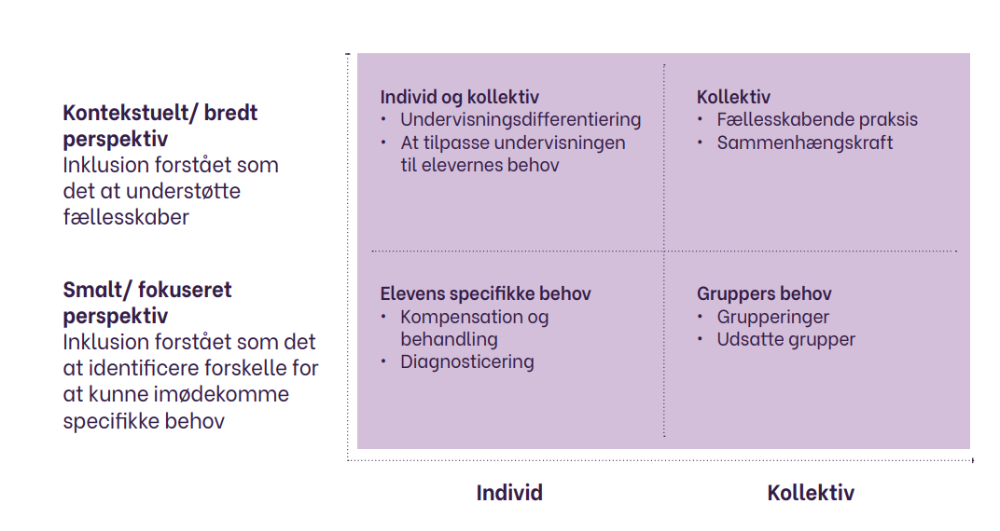 Kontekstuelt/ bredt
perspektiv
Inklusion forstået som
det at understøtte
fællesskaber
Individ og kollektiv
• Undervisningsdifferentiering
• At tilpasse undervisningen
til elevernes behov
Kollektiv
• Fællesskabende praksis
• Sammenhængskraft
Smalt/ fokuseret
perspektiv
Inklusion forstået som det
at identificere forskelle for
at kunne imødekomme
specifikke behov
Elevens specifikke behov
• Kompensation og
behandling
• Diagnosticering
Gruppers behov
• Grupperinger
• Udsatte grupper
Individ
Kollektiv